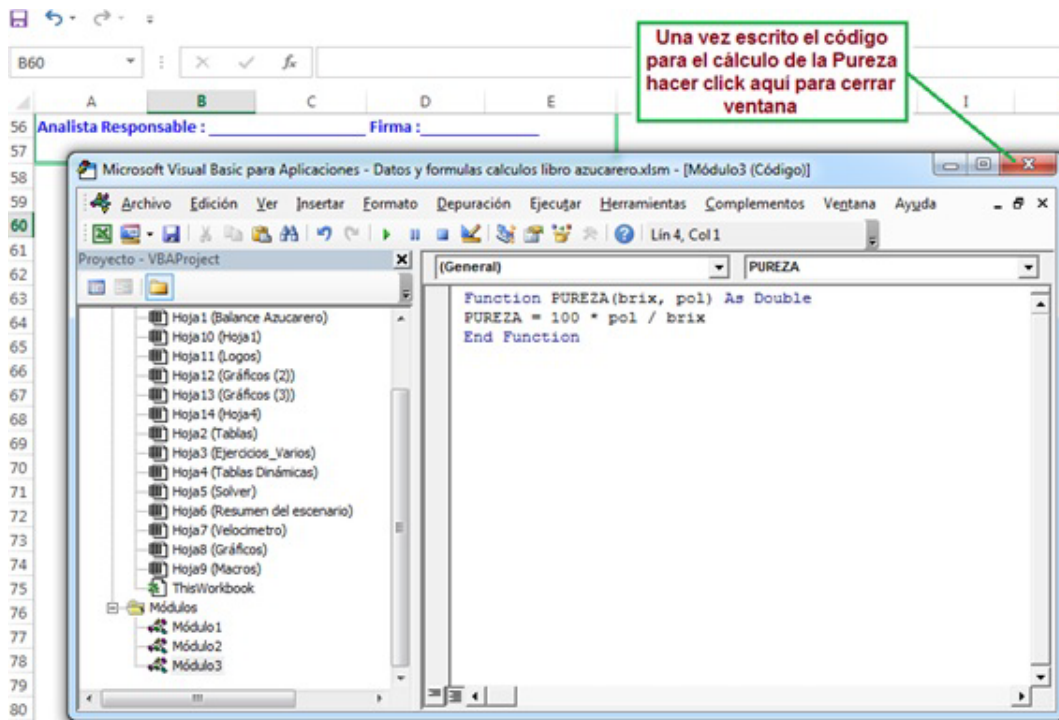 Una vez escrito el código
para el cálculo de la Pureza
hacer click aquí para cerrar
ventana
B60
fx
A B C D E I
56 Analista Responsable : ____________________ Firma :_______________
57
58
59
60
61
62
63
64
65
66
67
68
69
70
71
72
73
74
75
76
77
78
79
80
Microsoft Visual Basic para Aplicaciones - Datos y formulas calculos libro azucarero.xlsm - [Módulo3 (Código)]
Archivo Edición Ver Insertar Formato Depuración Ejecutar Herramientas Complementos Ventana Ayuda
Lín 4, Col 1
Proyecto - VBAProject
Hoja1 (Balance Azucarero)
Hoja10 (Hoja1)
Hoja11 (Logos)
Hoja12 (Gráficos (2))
Hoja13 (Gráficos (3))
Hoja14 (Hoja4)
Hoja2 (Tablas)
Hoja3 (Ejercicios_Varios)
Hoja4 (Tablas Dinámicas)
Hoja5 (Solver)
Hoja6 (Resumen del escenario)
Hoja7 (Velocimetro)
Hoja8 (Gráficos)
Hoja9 (Macros)
ThisWorkbook
Módulos
Módulo1
Módulo2
Módulo3
(General) PUREZA
Function PUREZA(brix, pol) As Double
PUREZA = 100 * pol / brix
End Function